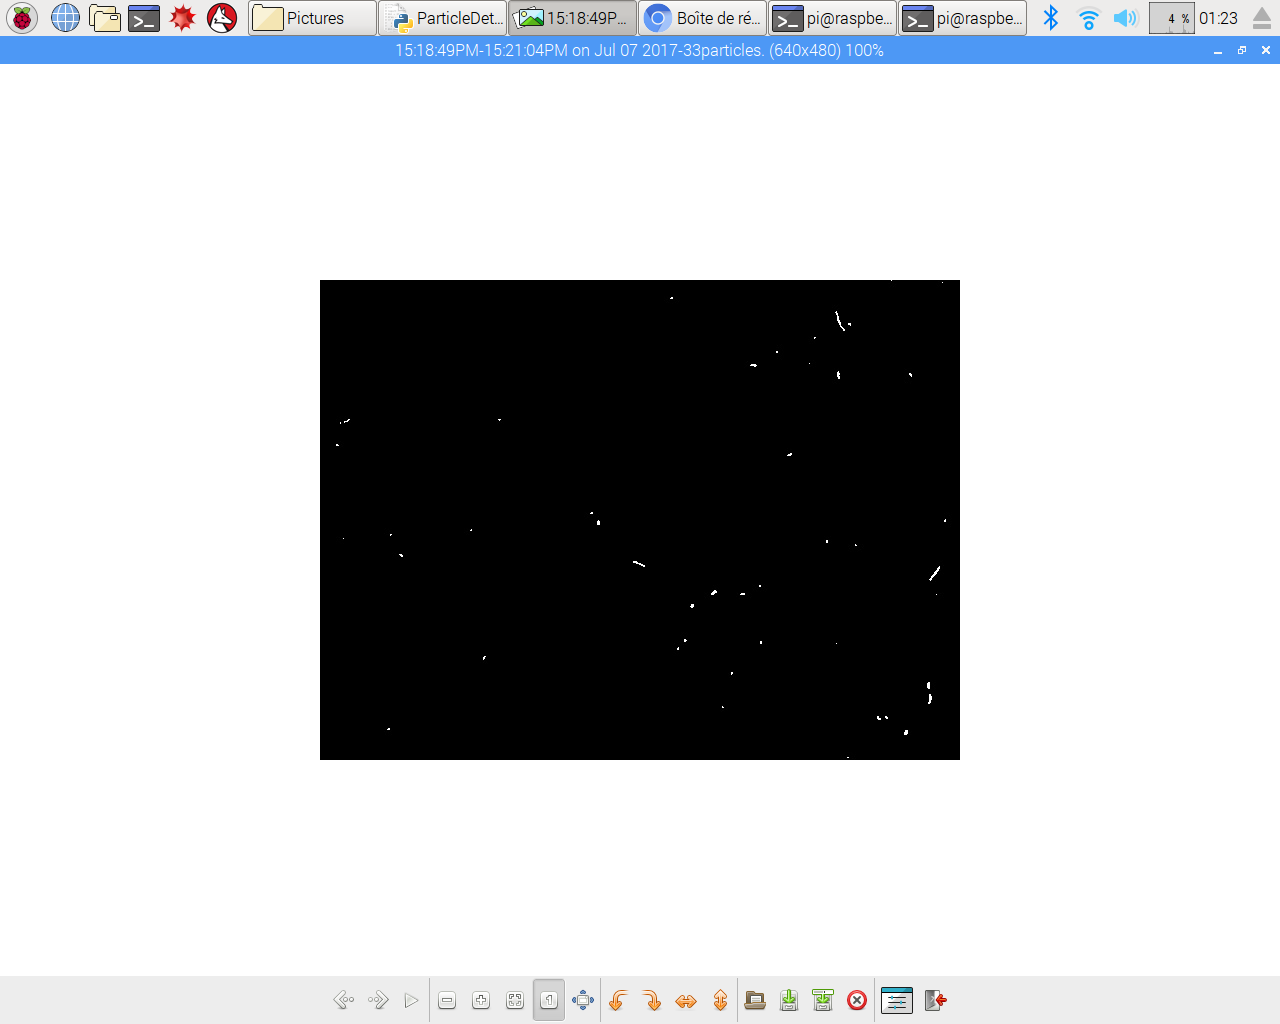 Pictures ParticleDet... 15:18:49P... Boîte de ré... pi@raspbe... pi@raspbe... 4 % 01:23
15:18:49PM-15:21:04PM on Jul 07 2017-33particles. (640x480) 100%
1